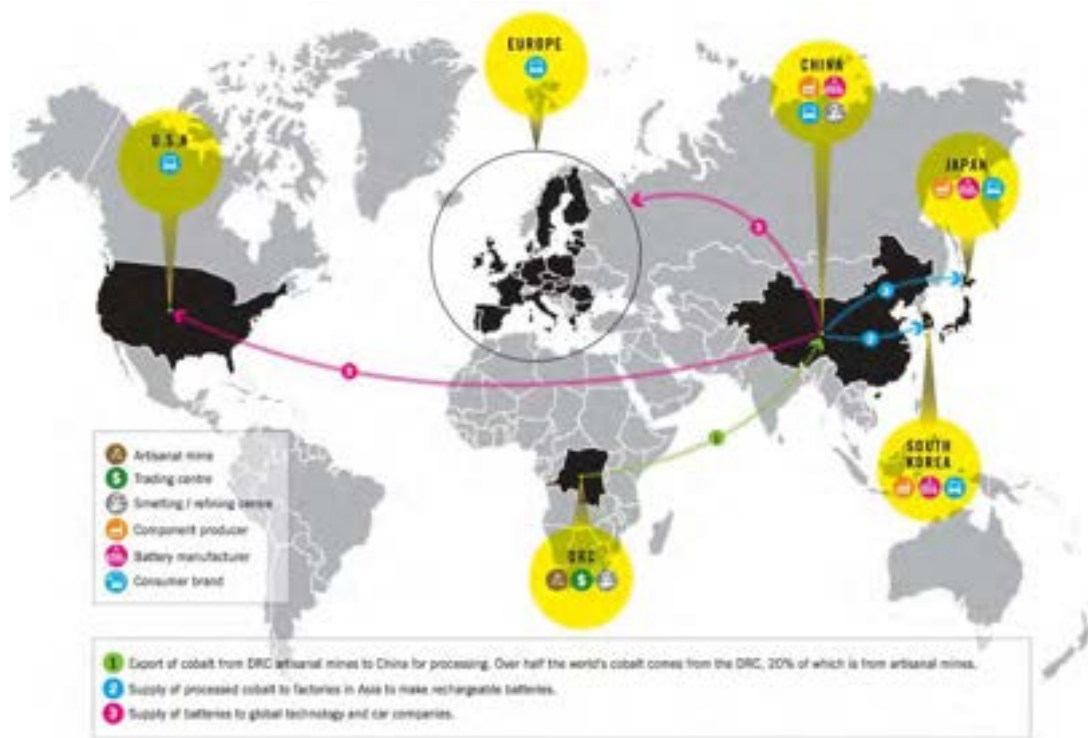 EUROPE
CHINA
U.S.A
JAPAN
SOUTH
KOREA
DRC
Artisanal mine
Trading centre
Smelting / refining centre
Component producer
Battery manufacturer
Consumer brand
1 Export of cobalt from DRC artisanal mines to China for processing. Over half the world's cobalt comes from the DRC, 20% of which is from artisanal mines.
2 Supply of processed cobalt to factories in Asia to make rechargeable batteries.
3 Supply of batteries to global technology and car companies.